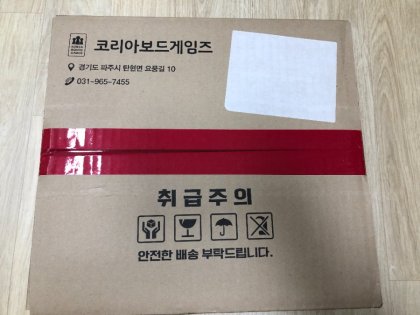 코리아보드게임즈
경기도 파주시 탄현면 요풍길 10
031-965-7455
취급주의
안전한 배송 부탁드립니다.